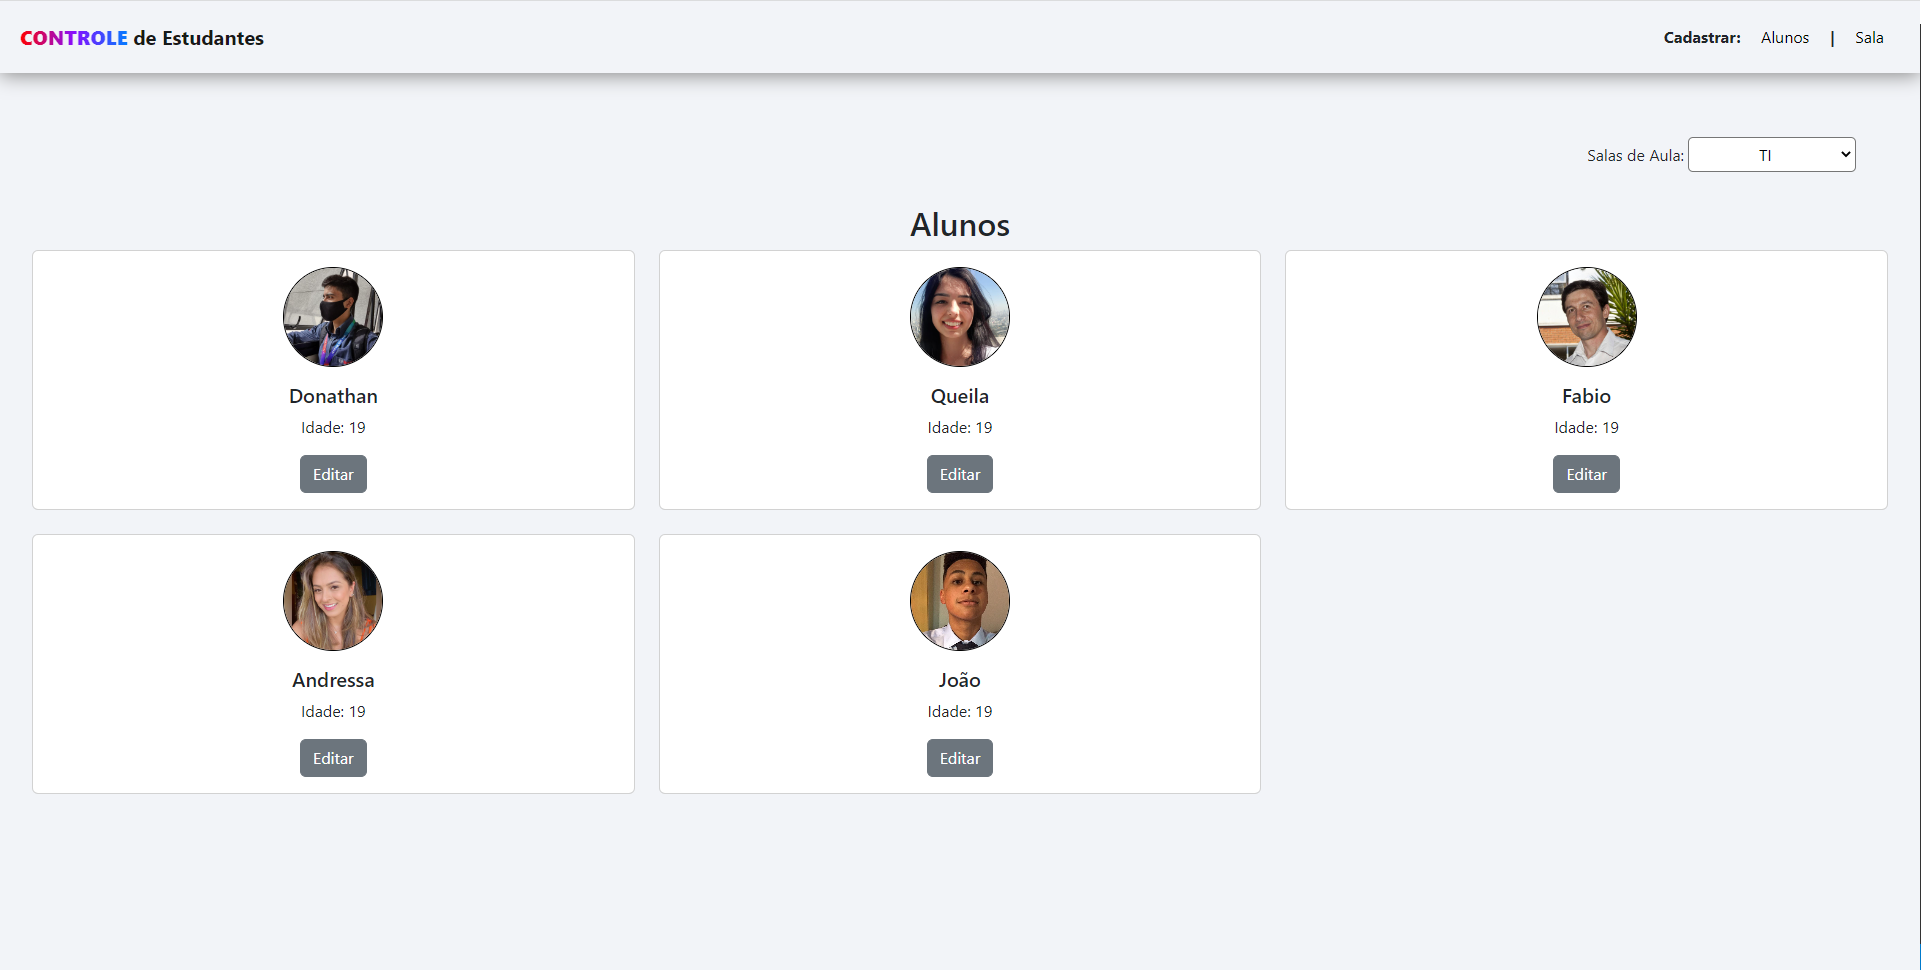 CONTROLE de Estudantes
Cadastrar: Alunos | Sala
Salas de Aula: TI
Alunos
Donathan
Idade: 19
Editar
Queila
Idade: 19
Editar
Fabio
Idade: 19
Editar
Andressa
Idade: 19
Editar
João
Idade: 19
Editar